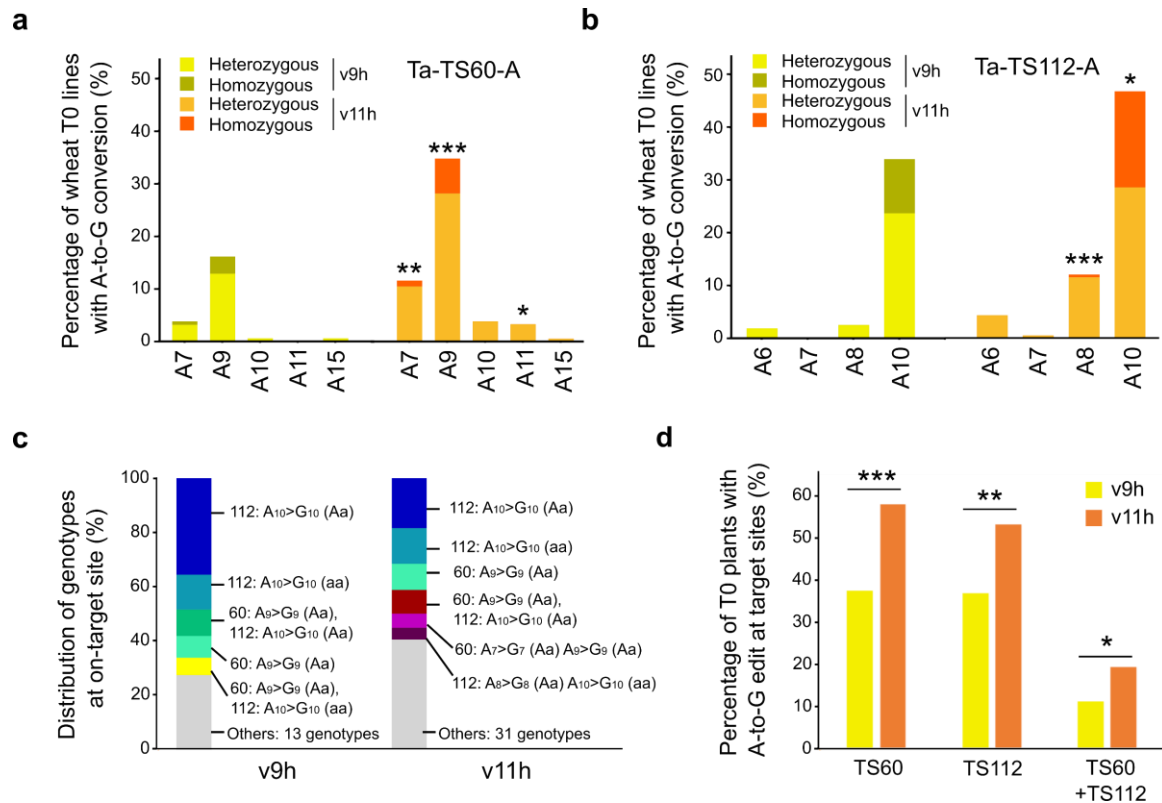 a
Percentage of wheat T0 lines
with A-to-G conversion (%)
50
40
30
20
10
0
Heterozygous
Homozygous
v9h
Heterozygous
Homozygous
v11h
Ta-TS60-A
**
***
*
A7
A9
A10
A11
A15
A7
A9
A10
A11
A15
b
Percentage of wheat T0 lines
with A-to-G conversion (%)
50
40
30
20
10
0
Heterozygous
Homozygous
v9h
Heterozygous
Homozygous
v11h
Ta-TS112-A
***
*
A6
A7
A8
A10
A6
A7
A8
A10
c
Distribution of genotypes
at on-target site (%)
100
80
60
40
20
0
112: A10>G10 (Aa)
112: A10>G10 (aa)
60: A9>G9 (Aa),
112: A10>G10 (Aa)
60: A9>G9 (Aa)
60: A9>G9 (Aa),
112: A10>G10 (aa)
Others: 13 genotypes
v9h
112: A10>G10 (Aa)
112: A10>G10 (aa)
60: A9>G9 (Aa)
60: A9>G9 (Aa),
112: A10>G10 (Aa)
60: A7>G7 (Aa) A9>G9 (Aa)
112: A8>G8 (Aa) A10>G10 (aa)
Others: 31 genotypes
v11h
d
Percentage of T0 plants with
A-to-G edit at target sites (%)
60
50
40
30
20
10
0
***
**
*
v9h
v11h
TS60
TS112
TS60
+TS112